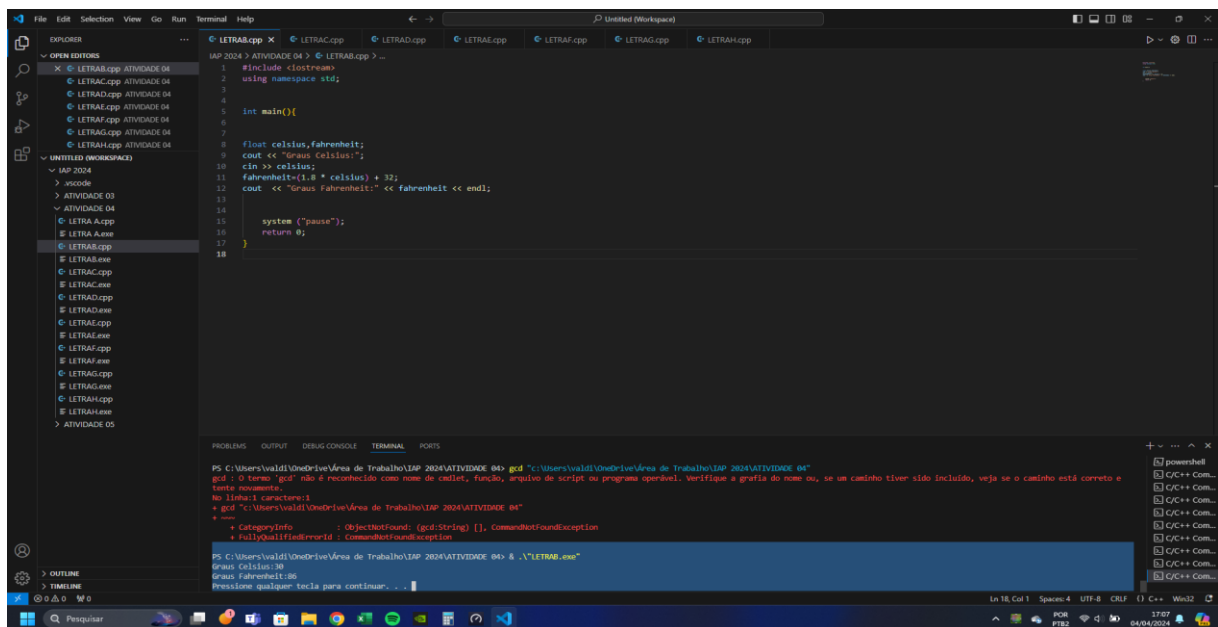 File Edit Selection View Go Run Terminal Help
Untitled (Workspace)
EXPLORER
OPEN EDITORS
LETRAB.cpp ATIVIDADE 04
LETRAC.cpp ATIVIDADE 04
LETRAD.cpp ATIVIDADE 04
LETRAE.cpp ATIVIDADE 04
LETRAF.cpp ATIVIDADE 04
LETRAG.cpp ATIVIDADE 04
LETRAH.cpp ATIVIDADE 04
UNTITLED (WORKSPACE)
IAP 2024
.vscode
ATIVIDADE 03
ATIVIDADE 04
LETRA A.cpp
LETRA A.exe
LETRAB.cpp
LETRAB.exe
LETRAC.cpp
LETRAC.exe
LETRAD.cpp
LETRAD.exe
LETRAE.cpp
LETRAE.exe
LETRAF.cpp
LETRAF.exe
LETRAG.cpp
LETRAG.exe
LETRAH.cpp
LETRAH.exe
ATIVIDADE 05
OUTLINE
TIMELINE
LETRAB.cpp LETRAC.cpp LETRAD.cpp LETRAE.cpp LETRAF.cpp LETRAG.cpp LETRAH.cpp
IAP 2024 > ATIVIDADE 04 > LETRAB.cpp > ...
1 #include <iostream>
2 using namespace std;
3
4
5 int main(){
6
7
8 float celsius,fahrenheit;
9 cout << "Graus Celsius:";
10 cin >> celsius;
11 fahrenheit=(1.8 * celsius) + 32;
12 cout << "Graus Fahrenheit:" << fahrenheit << endl;
13
14
15 system ("pause");
16 return 0;
17 }
18
PROBLEMS OUTPUT DEBUG CONSOLE TERMINAL PORTS
PS C:\Users\valdi\OneDrive\Área de Trabalho\IAP 2024\ATIVIDADE 04> gcd "c:\Users\valdi\OneDrive\Área de Trabalho\IAP 2024\ATIVIDADE 04"
gcd : O termo 'gcd' não é reconhecido como nome de cmdlet, função, arquivo de script ou programa operável. Verifique a grafia do nome ou, se um caminho tiver sido incluído, veja se o caminho está correto e
tente novamente.
No linha:1 caractere:1
+ gcd "c:\Users\valdi\OneDrive\Área de Trabalho\IAP 2024\ATIVIDADE 04"
+ ~~~
+ CategoryInfo : ObjectNotFound: (gcd:String) [], CommandNotFoundException
+ FullyQualifiedErrorId : CommandNotFoundException
PS C:\Users\valdi\OneDrive\Área de Trabalho\IAP 2024\ATIVIDADE 04> & .\"LETRAB.exe"
Graus Celsius:30
Graus Fahrenheit:86
Pressione qualquer tecla para continuar. . .
powershell
C/C++ Com...
C/C++ Com...
C/C++ Com...
C/C++ Com...
C/C++ Com...
C/C++ Com...
C/C++ Com...
C/C++ Com...
C/C++ Com...
0 0 0 Ln 18, Col 1 Spaces: 4 UTF-8 CRLF {} C++ Win32
Pesquisar
POR
PTB2
17:07
04/04/2024